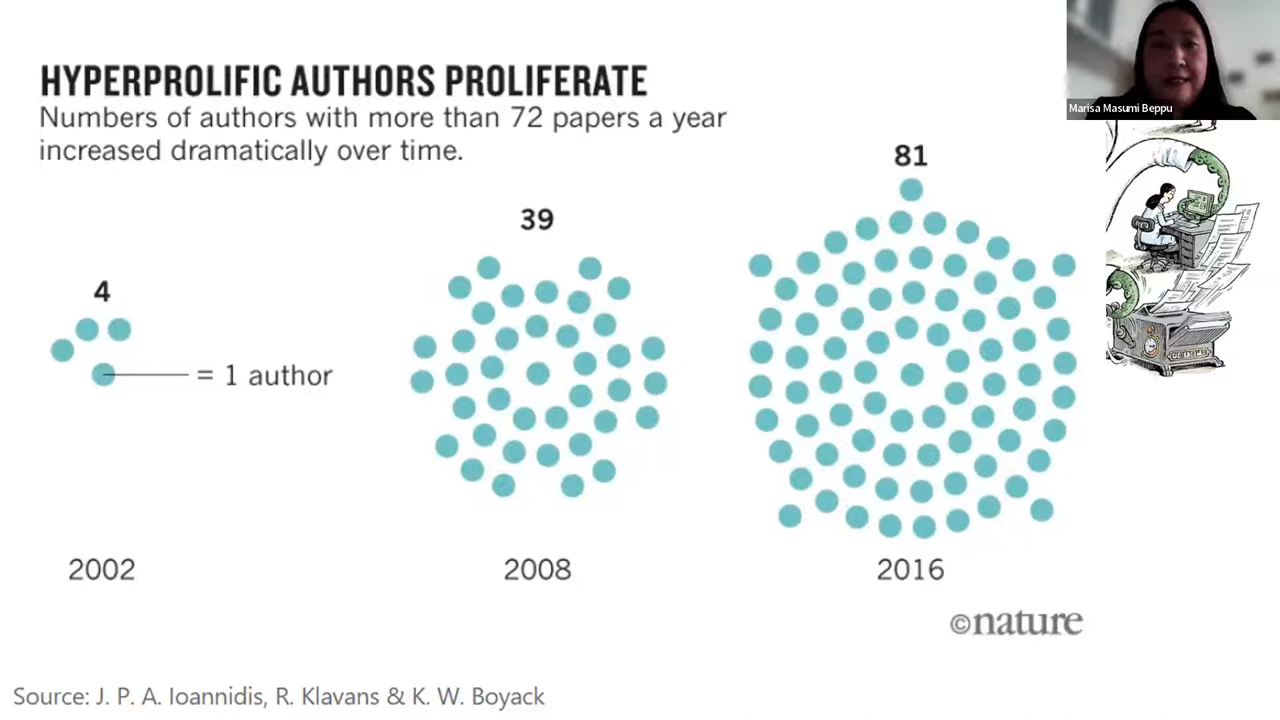 HYPERPROLIFIC AUTHORS PROLIFERATE
Numbers of authors with more than 72 papers a year
increased dramatically over time.
Marisa Masumi Beppu
4
39
81
= 1 author
2002
2008
2016
©nature
Source: J. P. A. Ioannidis, R. Klavans & K. W. Boyack